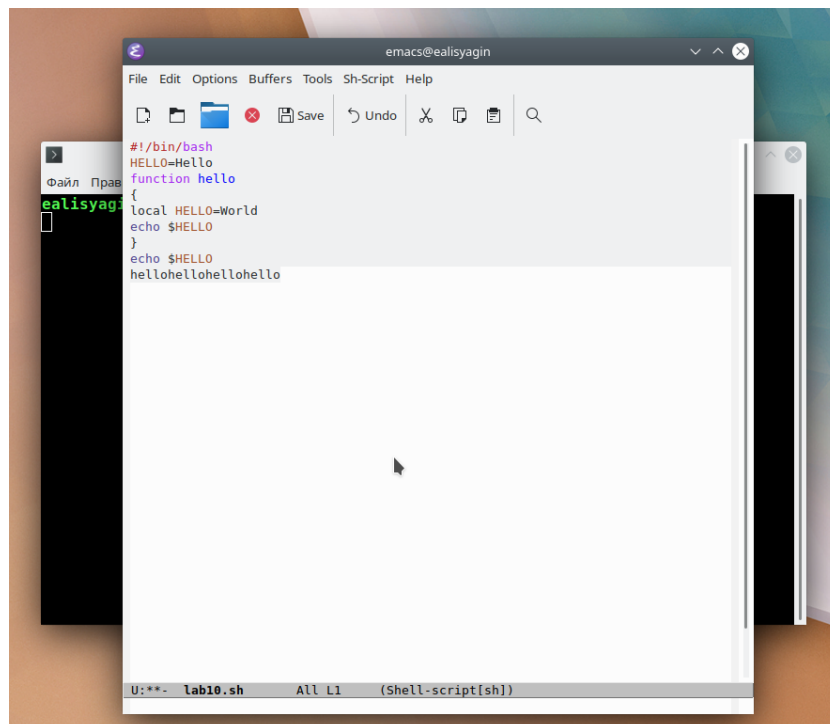 emacs@ealisyagin
File Edit Options Buffers Tools Sh-Script Help
Save Undo
#!/bin/bash
HELLO=Hello
function hello
{
local HELLO=World
echo $HELLO
}
echo $HELLO
hellohellohellohello
U:**- lab10.sh All L1 (Shell-script[sh])
Файл Прав
ealisyagi